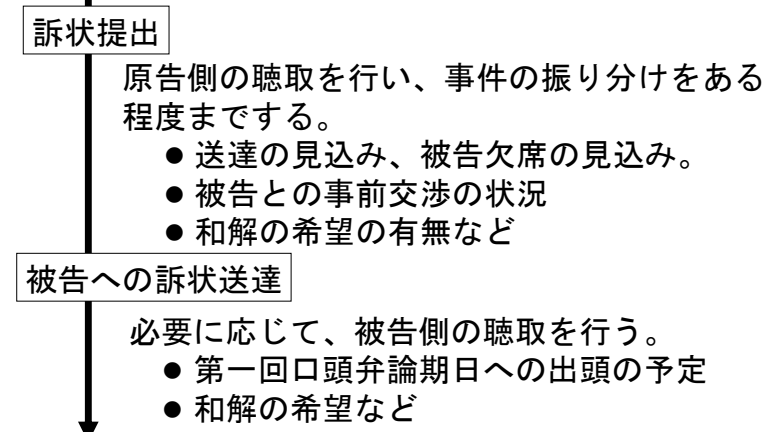 訴状提出
原告側の聴取を行い、事件の振り分けをある
程度までする。
● 送達の見込み、被告欠席の見込み。
● 被告との事前交渉の状況
● 和解の希望の有無など
被告への訴状送達
必要に応じて、被告側の聴取を行う。
● 第一回口頭弁論期日への出頭の予定
● 和解の希望など